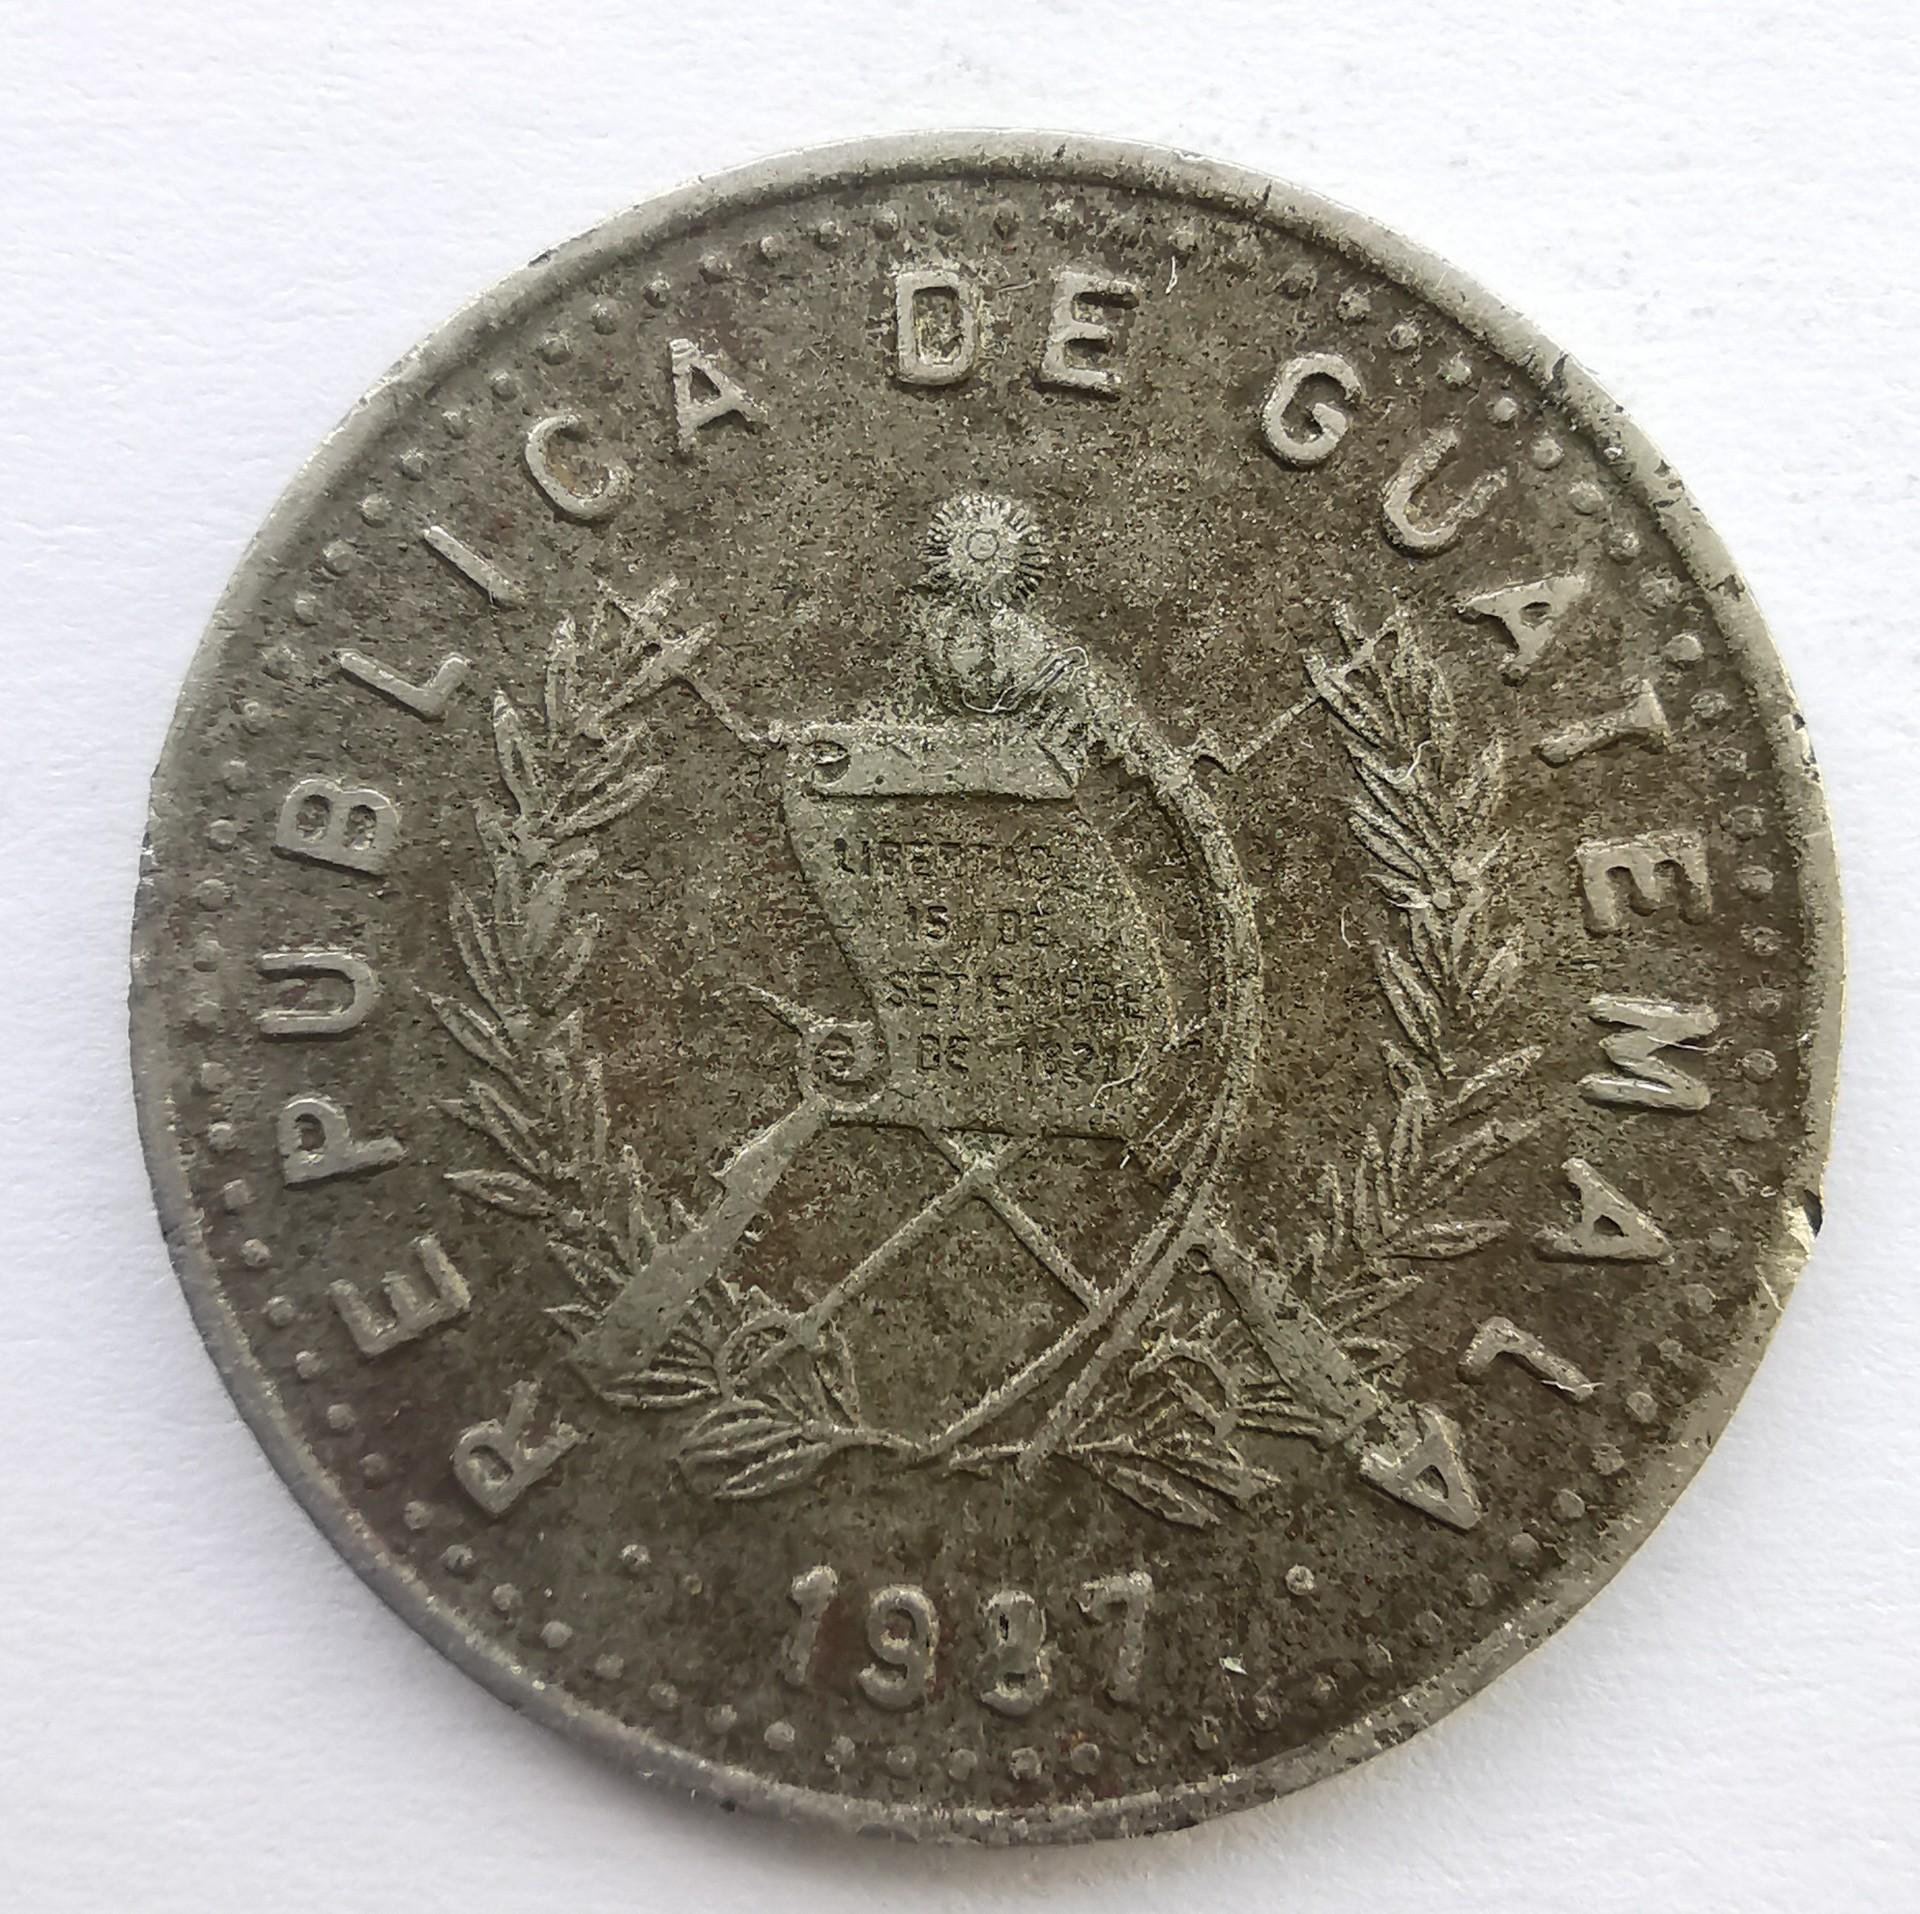 REPUBLICA DE GUATEMALA
LIBERTAD
15 DE
SETIEMBRE
DE 1821
1987